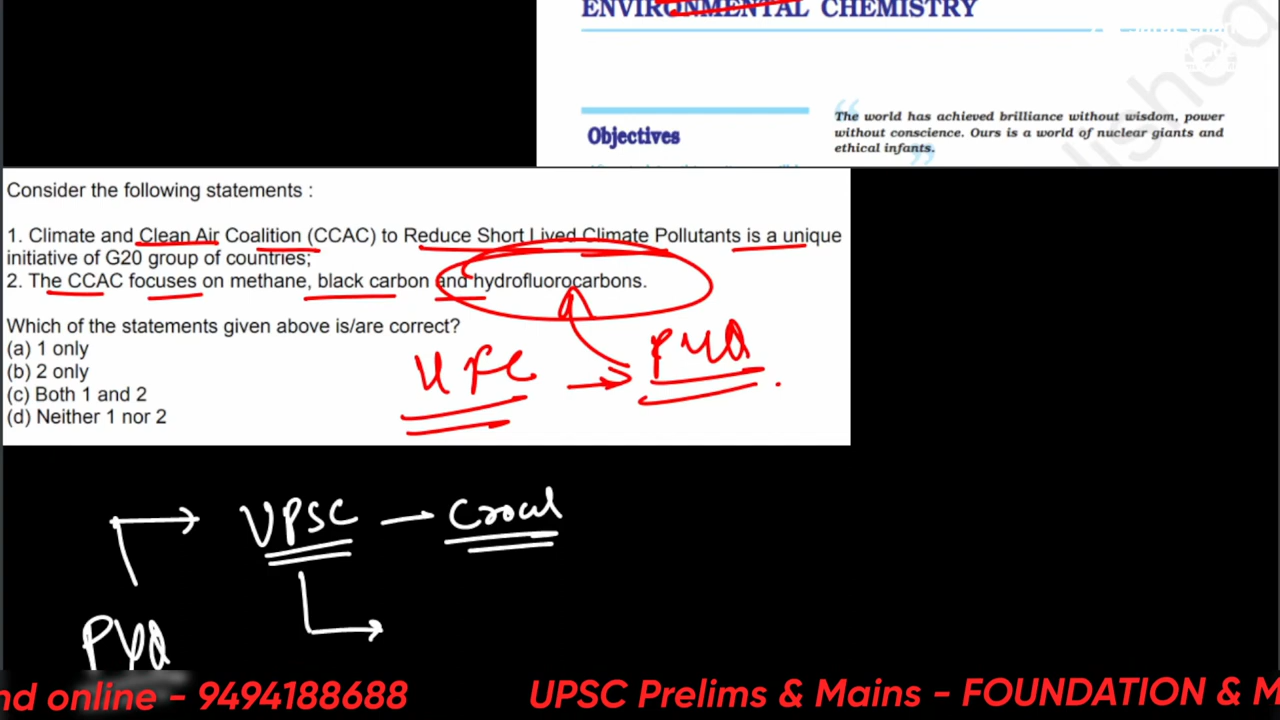 ENVIRONMENTAL CHEMISTRY
Objectives
“
The world has achieved brilliance without wisdom, power
without conscience. Ours is a world of nuclear giants and
ethical infants.
”
Consider the following statements :
1. Climate and Clean Air Coalition (CCAC) to Reduce Short Lived Climate Pollutants is a unique
initiative of G20 group of countries;
2. The CCAC focuses on methane, black carbon and hydrofluorocarbons.
Which of the statements given above is/are correct?
(a) 1 only
(b) 2 only
(c) Both 1 and 2
(d) Neither 1 nor 2
PYQ
UPSC
PYQ
nd online - 9494188688
UPSC Prelims & Mains - FOUNDATION & M